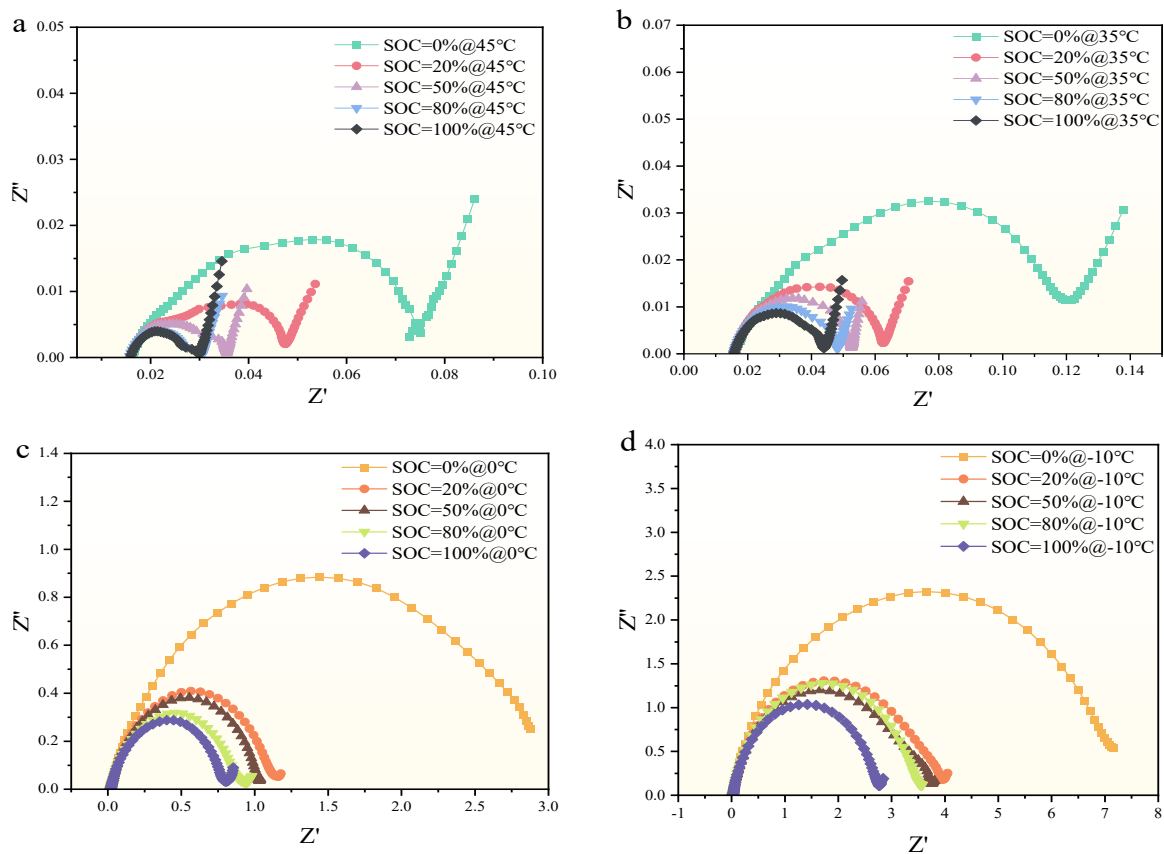 a
0.05
0.04
0.03
0.02
0.01
0.00
Z"
SOC=0%@45℃
SOC=20%@45℃
SOC=50%@45℃
SOC=80%@45℃
SOC=100%@45℃
0.02 0.04 0.06 0.08 0.10
Z'
b
0.07
0.06
0.05
0.04
0.03
0.02
0.01
0.00
Z"
SOC=0%@35℃
SOC=20%@35℃
SOC=50%@35℃
SOC=80%@35℃
SOC=100%@35℃
0.00 0.02 0.04 0.06 0.08 0.10 0.12 0.14
Z'
c
1.4
1.2
1.0
0.8
0.6
0.4
0.2
0.0
Z"
SOC=0%@0℃
SOC=20%@0℃
SOC=50%@0℃
SOC=80%@0℃
SOC=100%@0℃
0.0 0.5 1.0 1.5 2.0 2.5 3.0
Z'
d
4.0
3.5
3.0
2.5
2.0
1.5
1.0
0.5
0.0
Z"
SOC=0%@-10℃
SOC=20%@-10℃
SOC=50%@-10℃
SOC=80%@-10℃
SOC=100%@-10℃
-1 0 1 2 3 4 5 6 7 8
Z'